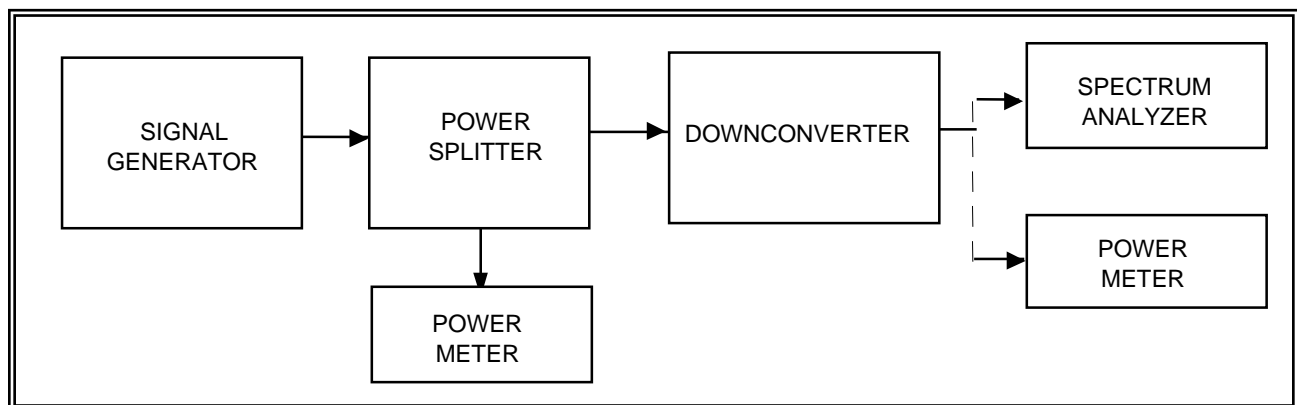 SIGNAL
GENERATOR
POWER
SPLITTER
POWER
METER
DOWNCONVERTER
SPECTRUM
ANALYZER
POWER
METER